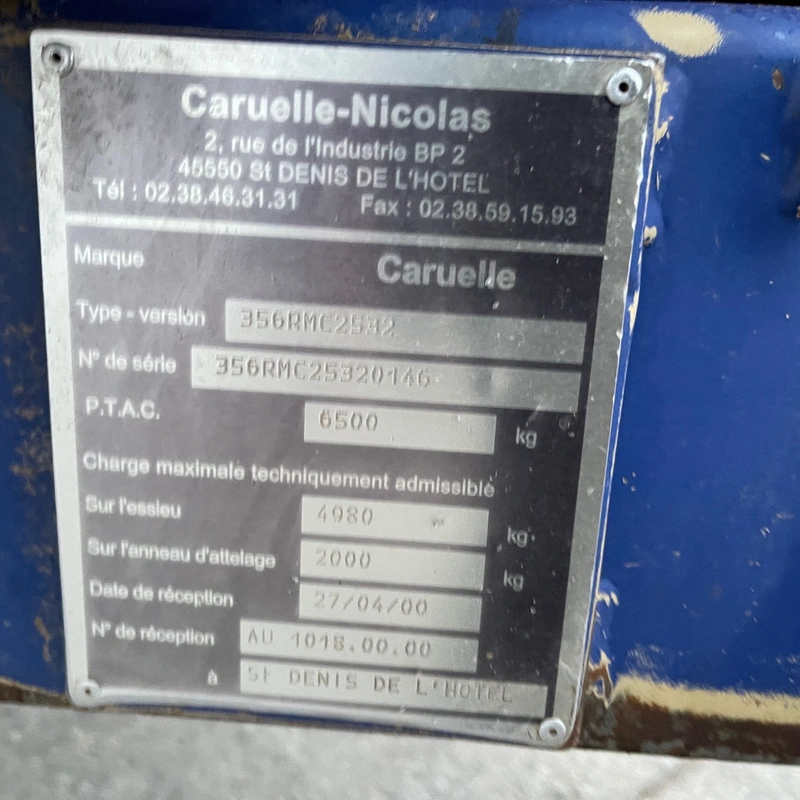 Caruelle-Nicolas
2, rue de l'Industrie BP 2
45550 St DENIS DE L'HOTEL
Tél : 02.38.46.31.31 Fax : 02.38.59.15.93
Marque Caruelle
Type - version 356RMC2532
N° de série 356RMC25320146
P.T.A.C. 6500 kg
Charge maximale techniquement admissible
Sur l'essieu 4980 kg
Sur l'anneau d'attelage 2000 kg
Date de réception 27/04/00
N° de réception AU 1018.00.00
à St DENIS DE L'HOTEL